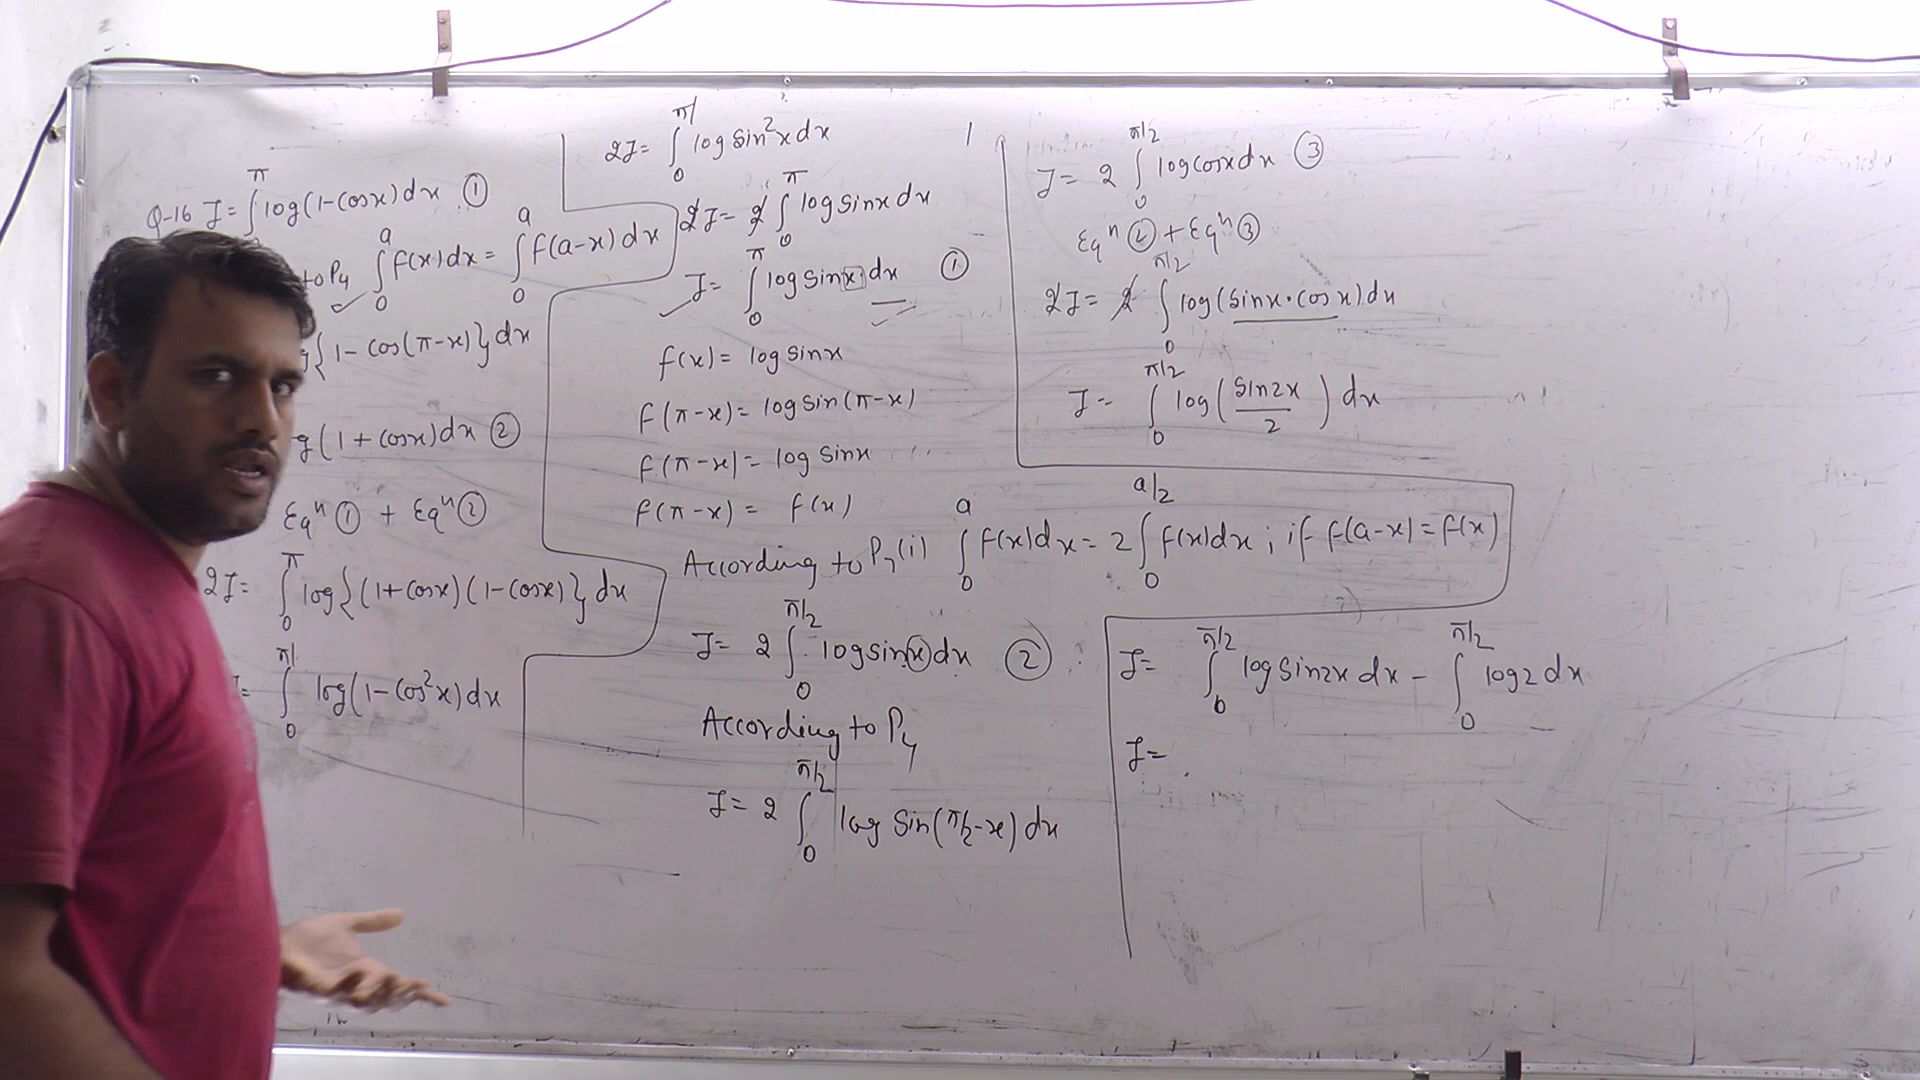 Q-16 I = ∫₀^π log(1-cosx)dx ①
to P₄ ∫₀^a f(x)dx = ∫₀^a f(a-x)dx
g{1-cos(π-x)}dx
g(1+cosx)dx ②
Eqⁿ ① + Eqⁿ ②
2I = ∫₀^π log{(1+cosx)(1-cosx)}dx
= ∫₀^π log(1-cos²x)dx
2I = ∫₀^π log sin²x dx
2I = 2 ∫₀^π log sinx dx
I = ∫₀^π log sinx dx ①
f(x) = log sinx
f(π-x) = log sin(π-x)
f(π-x) = log sinx
f(π-x) = f(x)
According to P₇(i) ∫₀^a f(x)dx = 2∫₀^{a/2} f(x)dx ; if f(a-x) = f(x)
I = 2 ∫₀^{π/2} log sinx dx ②
According to P₄
I = 2 ∫₀^{π/2} log sin(π/2-x)dx
I = 2 ∫₀^{π/2} log cosx dx ③
Eqⁿ ② + Eqⁿ ③
2I = 2 ∫₀^{π/2} log(sinx·cosx)dx
I = ∫₀^{π/2} log(sin2x/2) dx
I = ∫₀^{π/2} log sin2x dx - ∫₀^{π/2} log2 dx
I =